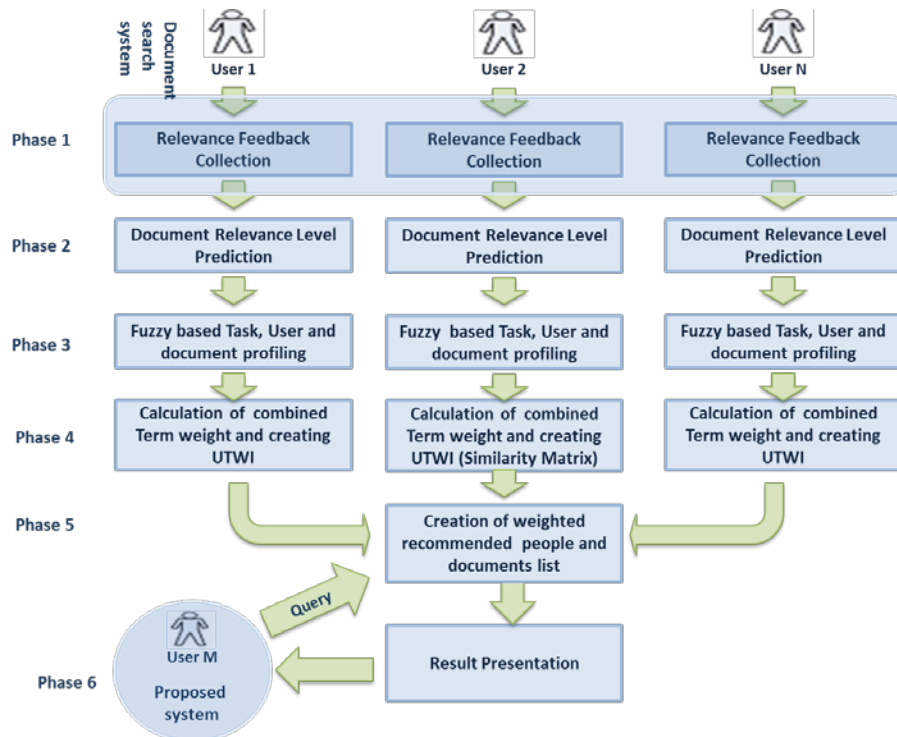 Document
search
system
User 1
User 2
User N
Phase 1
Relevance Feedback
Collection
Relevance Feedback
Collection
Relevance Feedback
Collection
Phase 2
Document Relevance Level
Prediction
Document Relevance Level
Prediction
Document Relevance Level
Prediction
Phase 3
Fuzzy based Task, User and
document profiling
Fuzzy based Task, User and
document profiling
Fuzzy based Task, User and
document profiling
Phase 4
Calculation of combined
Term weight and creating
UTWI
Calculation of combined
Term weight and creating
UTWI (Similarity Matrix)
Calculation of combined
Term weight and creating
UTWI
Phase 5
Creation of weighted
recommended people and
documents list
Query
User M
Proposed
system
Result Presentation
Phase 6